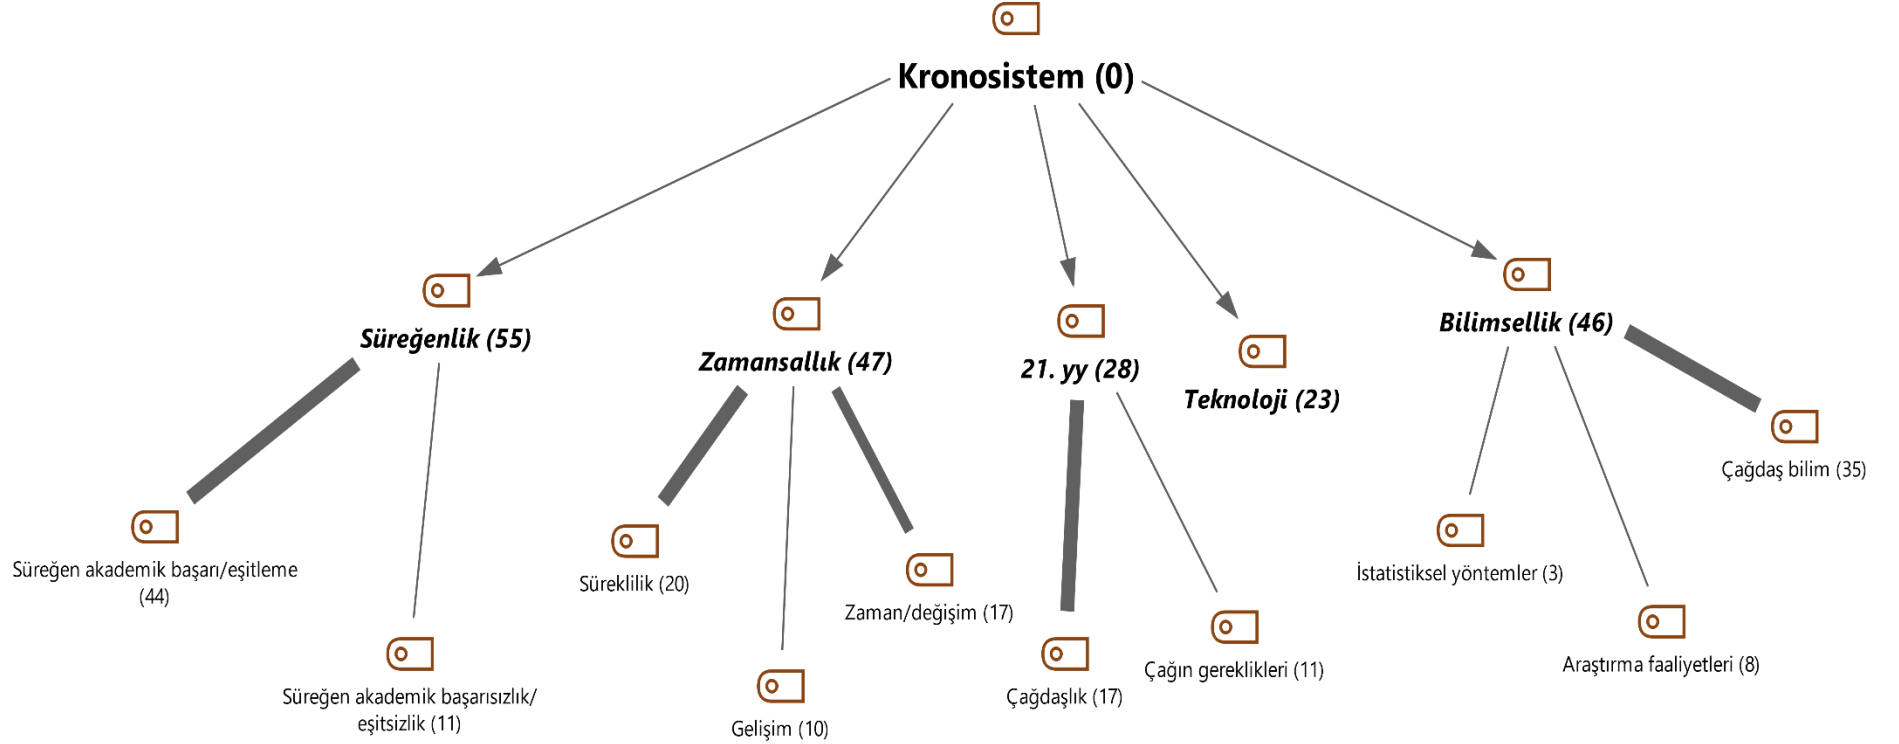 Kronosistem (0)
Süreğenlik (55)
Zamansallık (47)
21. yy (28)
Teknoloji (23)
Bilimsellik (46)
Süreğen akademik başarı/eşitleme
(44)
Süreğen akademik başarısızlık/
eşitsizlik (11)
Süreklilik (20)
Gelişim (10)
Zaman/değişim (17)
Çağdaşlık (17)
Çağın gereklikleri (11)
İstatistiksel yöntemler (3)
Araştırma faaliyetleri (8)
Çağdaş bilim (35)